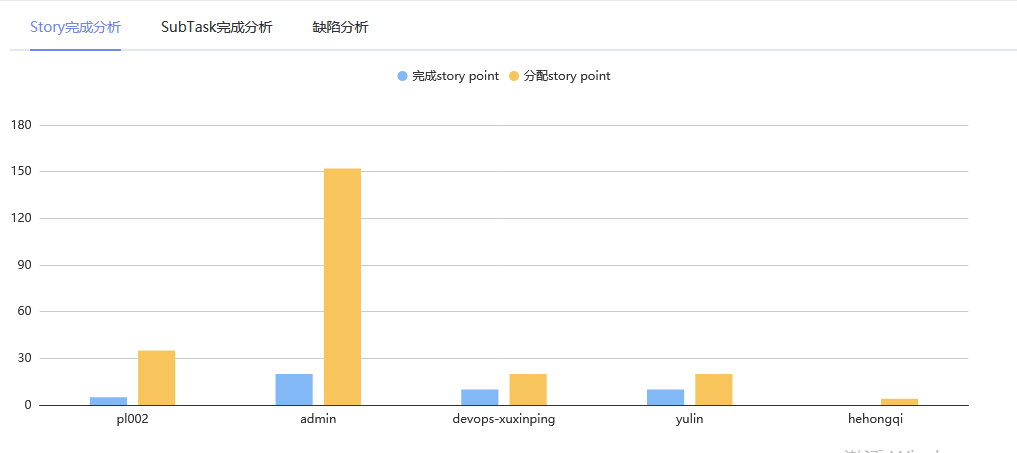 Story完成分析 SubTask完成分析 缺陷分析
完成story point 分配story point
180
150
120
90
60
30
0
pl002 admin devops-xuxinping yulin hehongqi